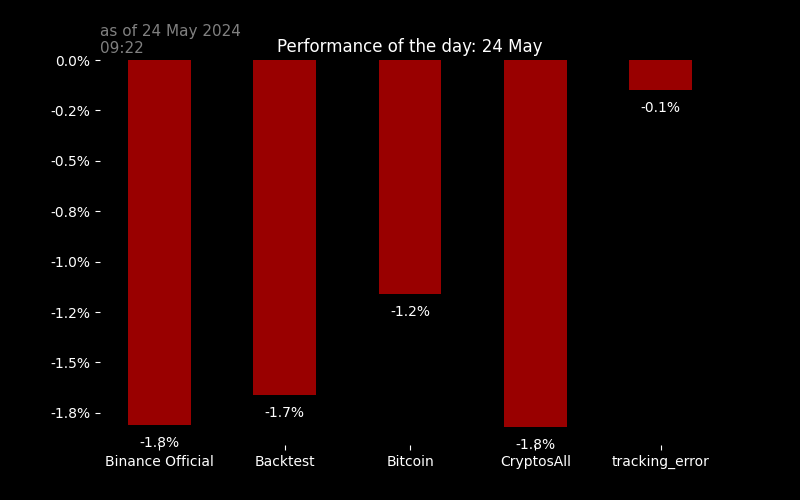 as of 24 May 2024
09:22
Performance of the day: 24 May
0.0%
-0.2%
-0.5%
-0.8%
-1.0%
-1.2%
-1.5%
-1.8%
-1.8%
-1.7%
-1.2%
-1.8%
-0.1%
Binance Official
Backtest
Bitcoin
CryptosAll
tracking_error